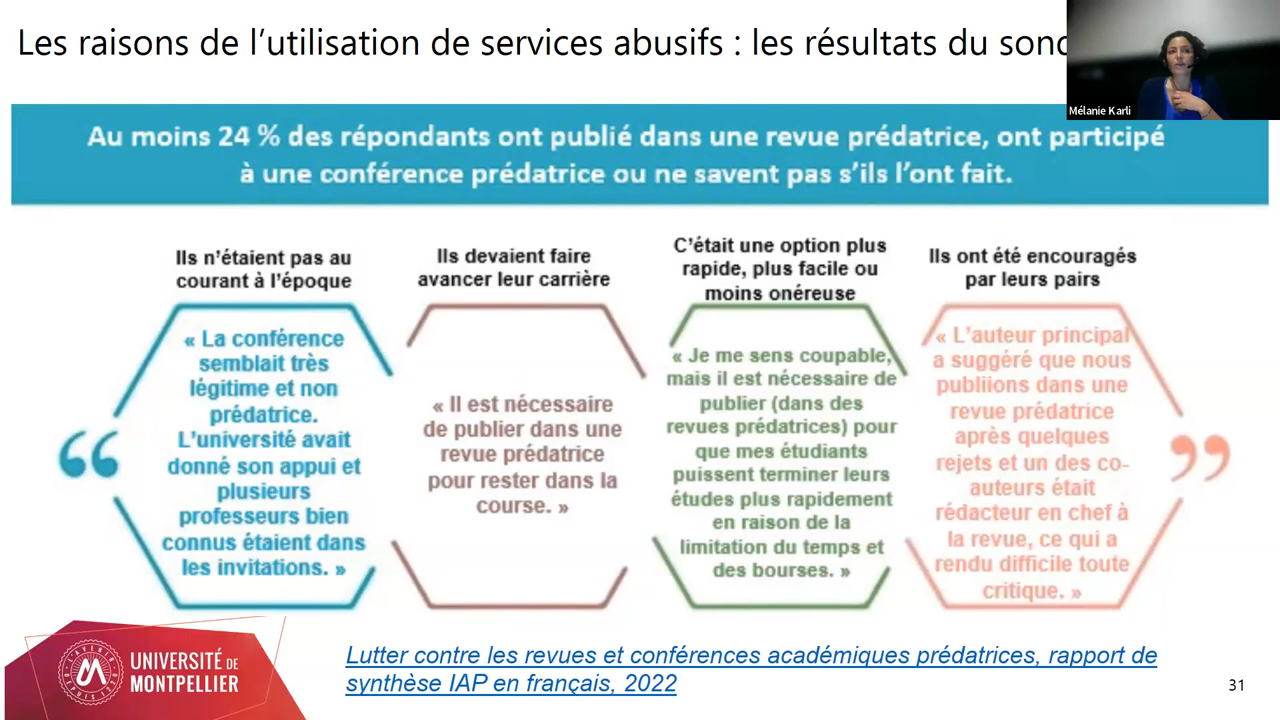 Les raisons de l’utilisation de services abusifs : les résultats du
Mélanie Karli
Au moins 24 % des répondants ont publié dans une revue prédatrice, ont participé
à une conférence prédatrice ou ne savent pas s’ils l’ont fait.
Ils n’étaient pas au
courant à l’époque
« La conférence
semblait très
légitime et non
prédatrice.
L’université avait
donné son appui et
plusieurs
professeurs bien
connus étaient dans
les invitations. »
Ils devaient faire
avancer leur carrière
« Il est nécessaire
de publier dans une
revue prédatrice
pour rester dans la
course. »
C’était une option plus
rapide, plus facile ou
moins onéreuse
« Je me sens coupable,
mais il est nécessaire de
publier (dans des
revues prédatrices) pour
que mes étudiants
puissent terminer leurs
études plus rapidement
en raison de la
limitation du temps et
des bourses. »
Ils ont été encouragés
par leurs pairs
« L’auteur principal
a suggéré que nous
publiions dans une
revue prédatrice
après quelques
rejets et un des co-
auteurs était
rédacteur en chef à
la revue, ce qui a
rendu difficile toute
critique. »
UNIVERSITÉ DE
MONTPELLIER
Lutter contre les revues et conférences académiques prédatrices, rapport de
synthèse IAP en français, 2022
31